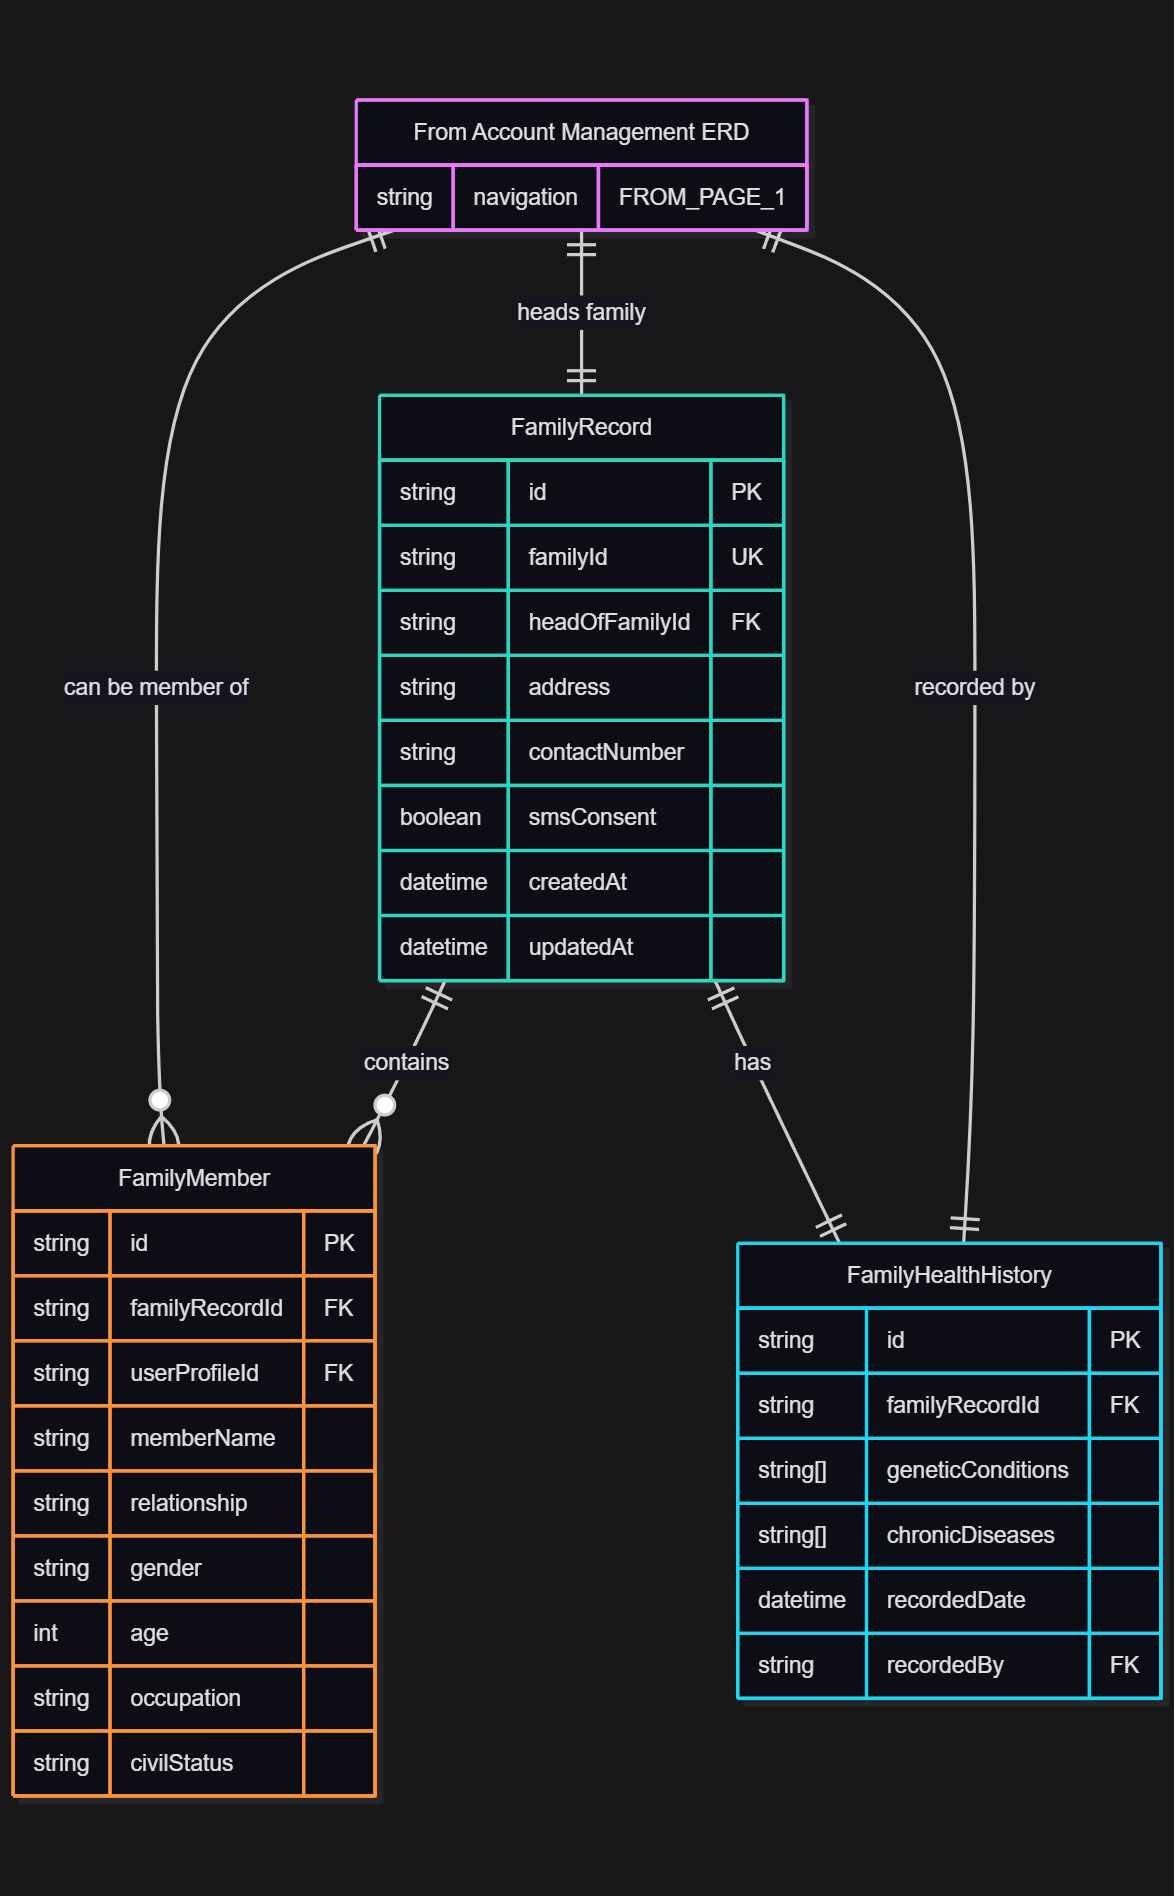 From Account Management ERD
string navigation FROM_PAGE_1
heads family
FamilyRecord
string id PK
string familyId UK
string headOfFamilyId FK
string address
string contactNumber
boolean smsConsent
datetime createdAt
datetime updatedAt
can be member of
recorded by
contains
has
FamilyMember
string id PK
string familyRecordId FK
string userProfileId FK
string memberName
string relationship
string gender
int age
string occupation
string civilStatus
FamilyHealthHistory
string id PK
string familyRecordId FK
string[] geneticConditions
string[] chronicDiseases
datetime recordedDate
string recordedBy FK